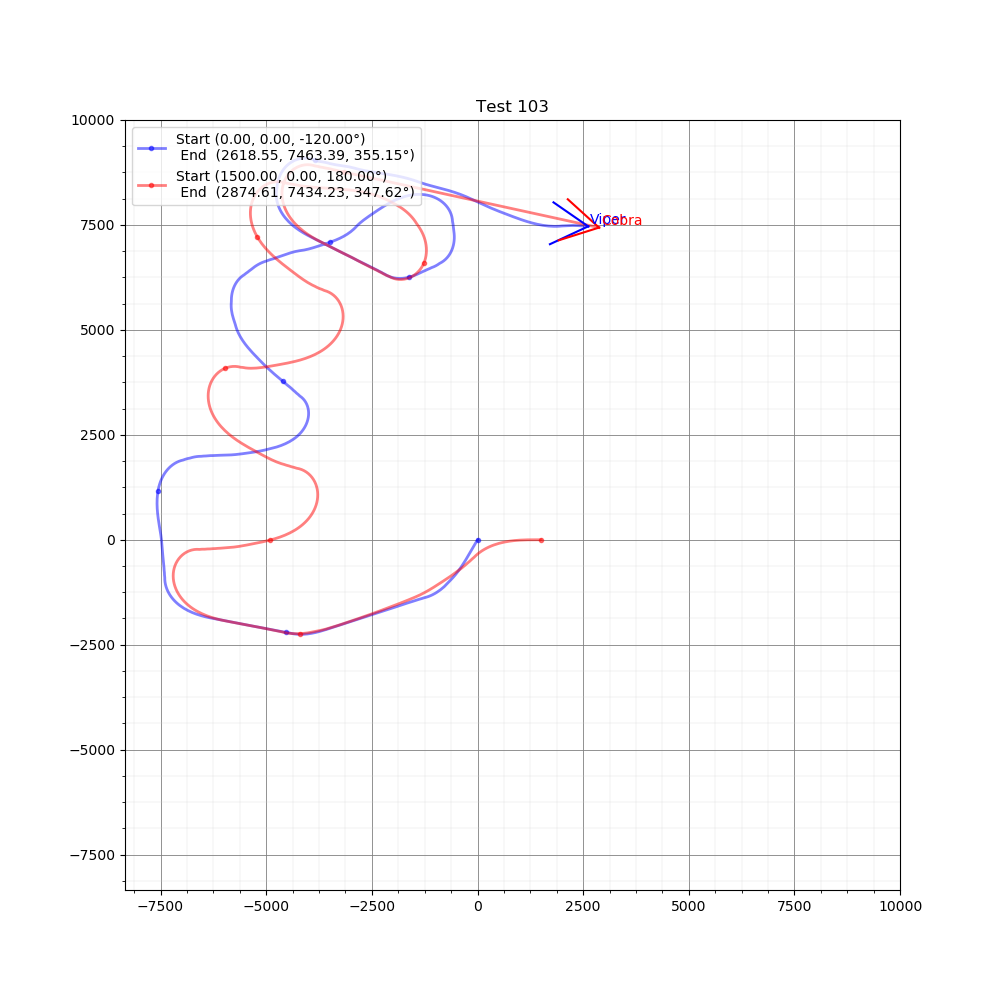 Test 103
10000
7500
5000
2500
0
−2500
−5000
−7500
Start (0.00, 0.00, -120.00°)
End (2618.55, 7463.39, 355.15°)
Start (1500.00, 0.00, 180.00°)
End (2874.61, 7434.23, 347.62°)
Viper
Cobra
−7500
−5000
−2500
0
2500
5000
7500
10000